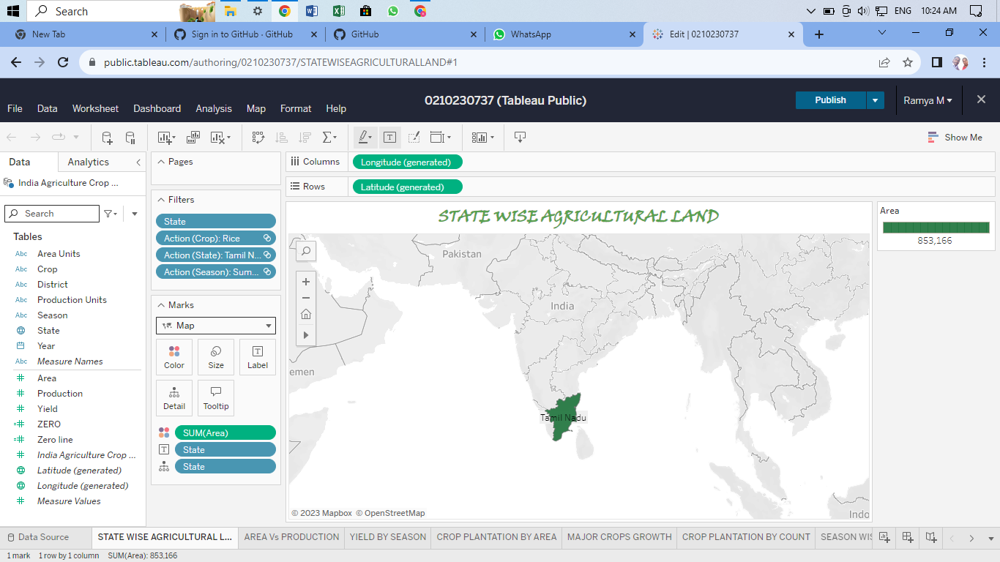 Search
ENG 10:24 AM
New Tab
Sign in to GitHub · GitHub
GitHub
WhatsApp
Edit | 0210230737
public.tableau.com/authoring/0210230737/STATEWISEAGRICULTURALLAND#1
0210230737 (Tableau Public)
Publish
Ramya M
File Data Worksheet Dashboard Analysis Map Format Help
Show Me
Data Analytics
Pages
Columns
Longitude (generated)
Rows
Latitude (generated)
India Agriculture Crop ...
Search
Tables
Abc Area Units
Abc Crop
Abc District
Abc Production Units
Abc Season
State
Year
Abc Measure Names
# Area
# Production
# Yield
=# ZERO
=# Zero line
# India Agriculture Crop ...
Latitude (generated)
Longitude (generated)
# Measure Values
Filters
State
Action (Crop): Rice
Action (State): Tamil N...
Action (Season): Sum...
Marks
Map
Color Size Label
Detail Tooltip
SUM(Area)
State
State
STATE WISE AGRICULTURAL LAND
Pakistan
India
emen
Tamil Nadu
Indo
© 2023 Mapbox © OpenStreetMap
Area
853,166
Data Source
STATE WISE AGRICULTURAL L...
AREA Vs PRODUCTION
YIELD BY SEASON
CROP PLANTATION BY AREA
MAJOR CROPS GROWTH
CROP PLANTATION BY COUNT
SEASON WIS
1 mark 1 row by 1 column SUM(Area): 853,166